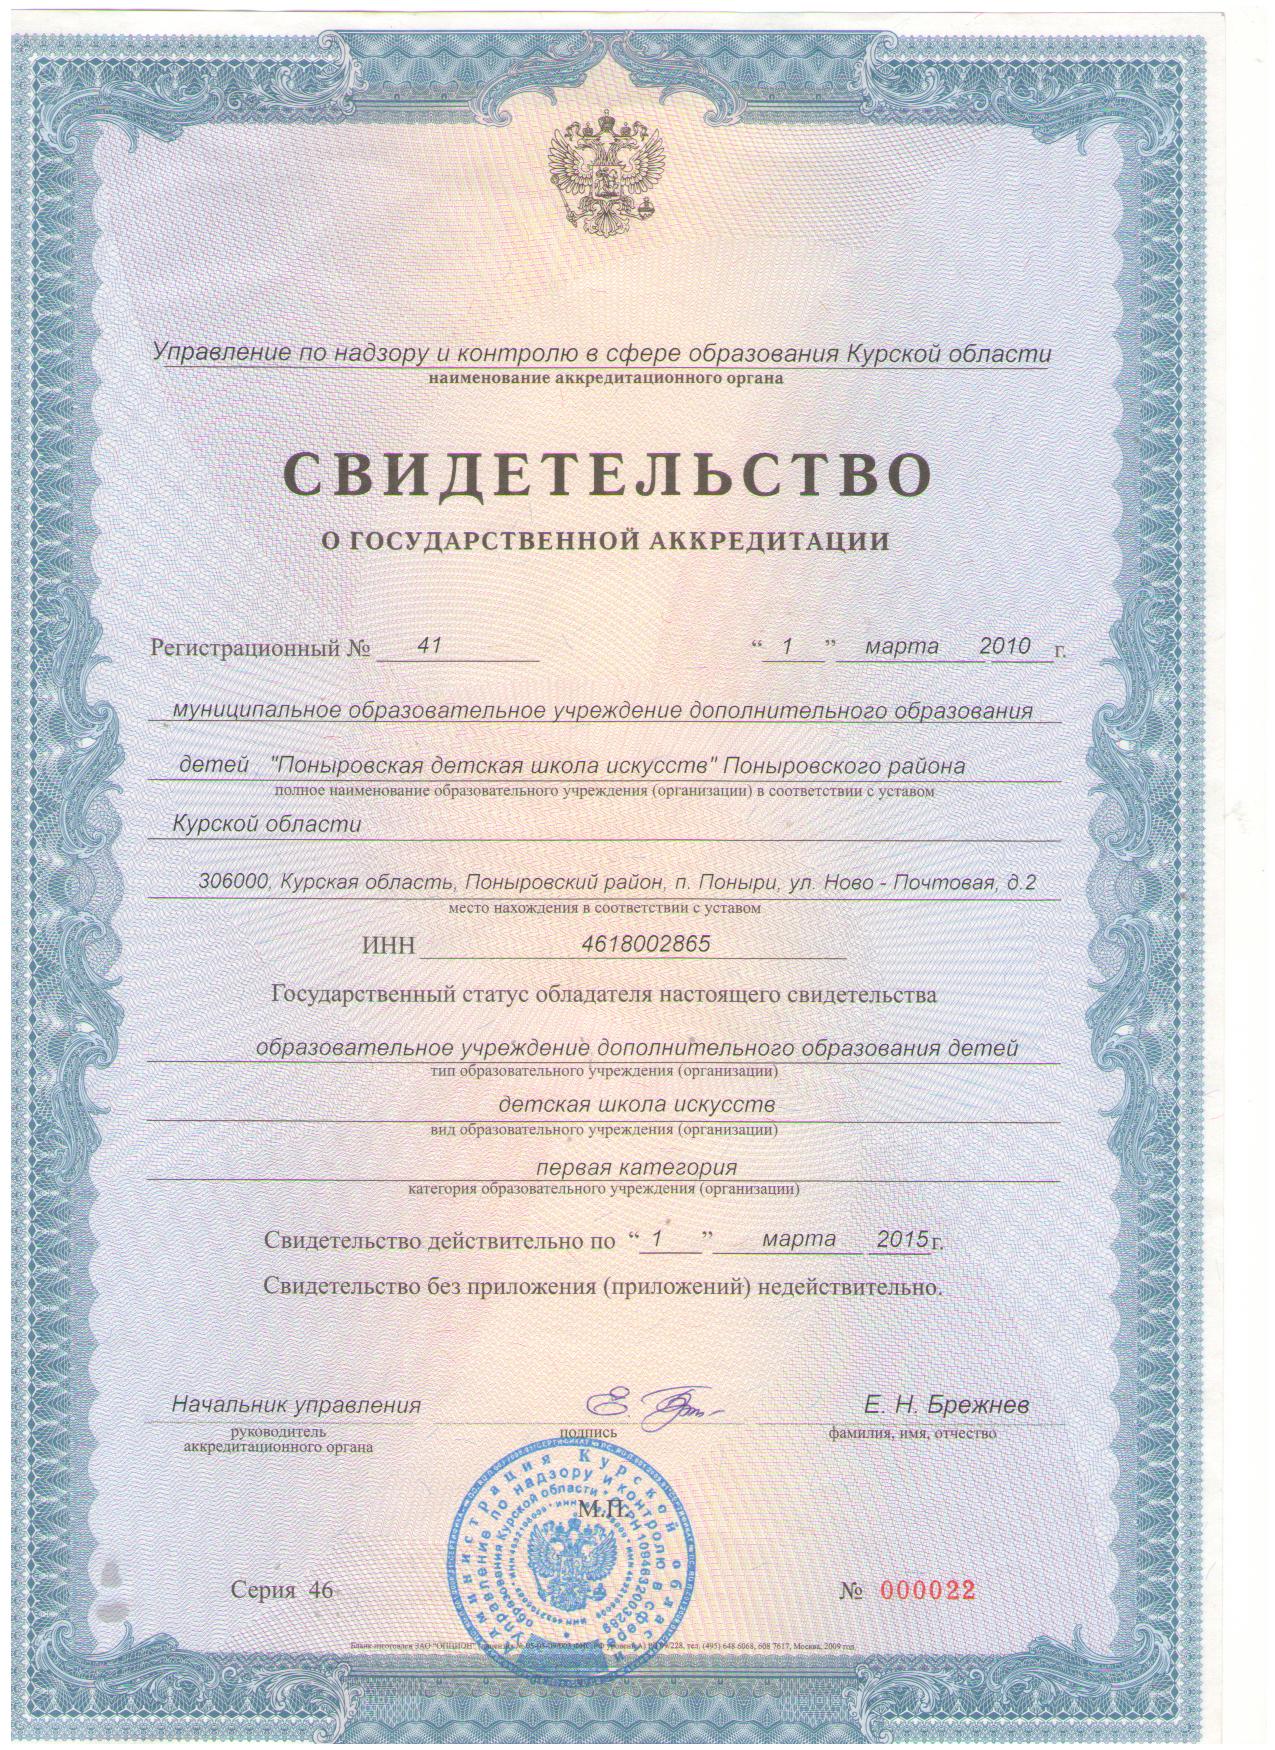 Управление по надзору и контролю в сфере образования Курской области
наименование аккредитационного органа
СВИДЕТЕЛЬСТВО
О ГОСУДАРСТВЕННОЙ АККРЕДИТАЦИИ
Регистрационный № 41 “ 1 ” марта 2010 г.
муниципальное образовательное учреждение дополнительного образования
детей "Поныровская детская школа искусств" Поныровского района
полное наименование образовательного учреждения (организации) в соответствии с уставом
Курской области
306000, Курская область, Поныровский район, п. Поныри, ул. Ново - Почтовая, д.2
место нахождения в соответствии с уставом
ИНН 4618002865
Государственный статус обладателя настоящего свидетельства
образовательное учреждение дополнительного образования детей
тип образовательного учреждения (организации)
детская школа искусств
вид образовательного учреждения (организации)
первая категория
категория образовательного учреждения (организации)
Свидетельство действительно по “ 1 ” марта 2015 г.
Свидетельство без приложения (приложений) недействительно.
Начальник управления Е. Н. Брежнев
руководитель подпись фамилия, имя, отчество
аккредитационного органа
М.П.
Администрация Курской области
Управление по надзору и контролю в сфере
образования Курской области * ОГРН 1094632003289
Серия 46 № 000022
Бланк изготовлен ЗАО "ОПЦИОН" тел. (495) 648 6068, 608 7617, Москва, 2009 год